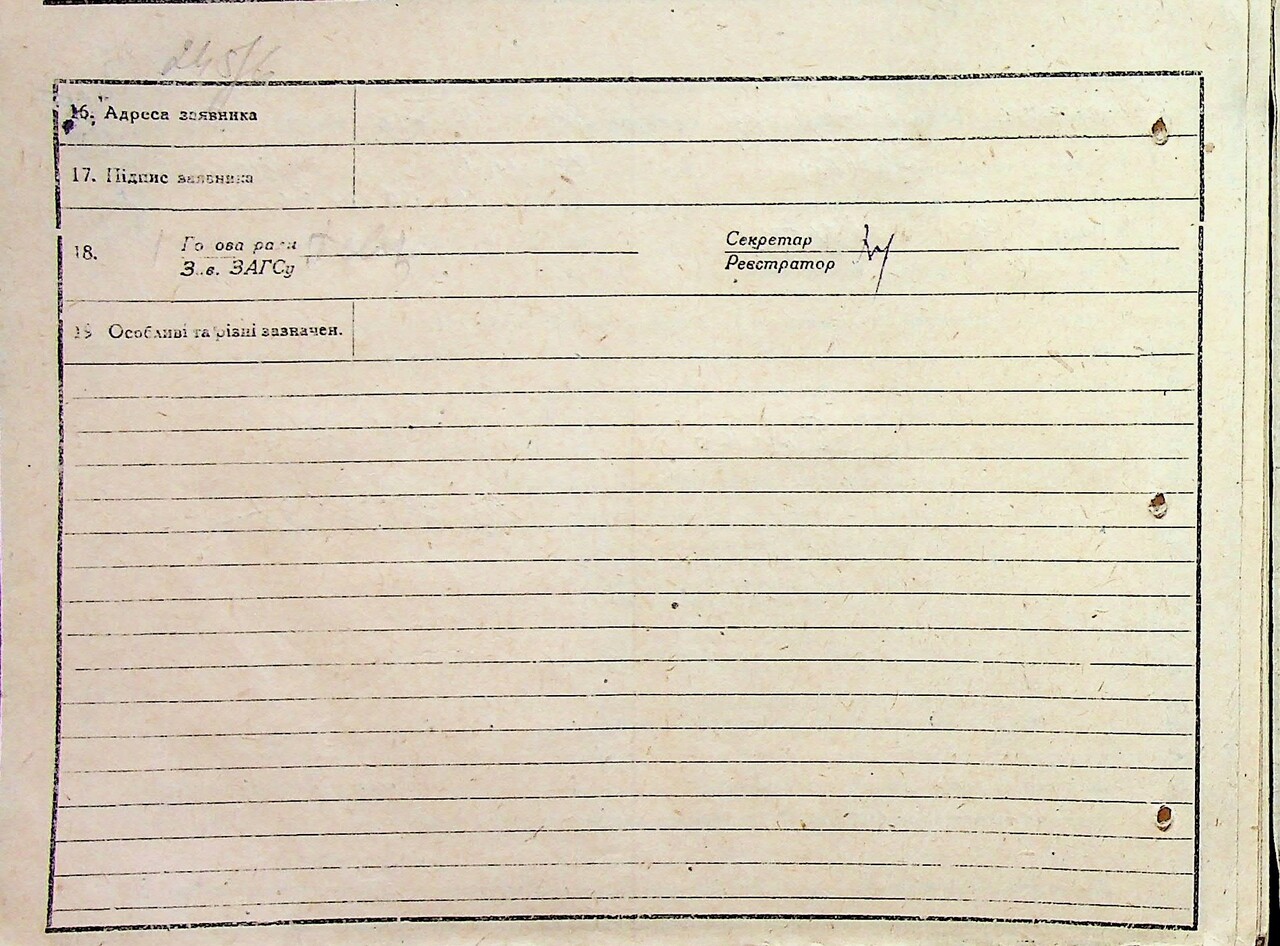 16. Адреса заявника
17. Підпис заявника
18. Голова ради Секретар
Зав. ЗАГСу Реєстратор
19 Особливі та різні зазначен.